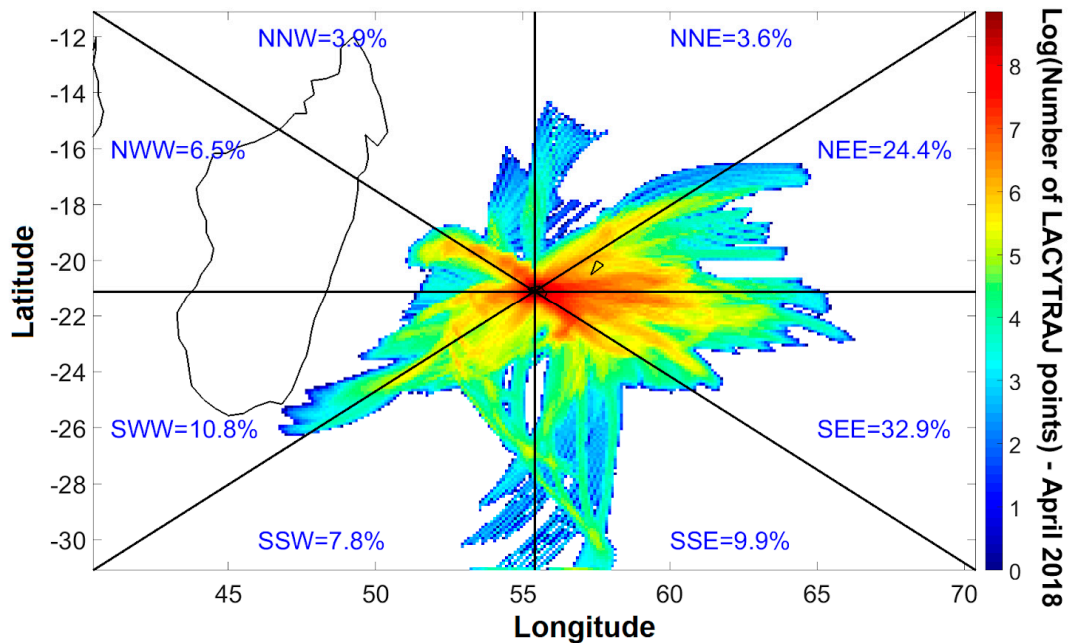 NNW=3.9%
NNE=3.6%
NWW=6.5%
NEE=24.4%
SWW=10.8%
SEE=32.9%
SSW=7.8%
SSE=9.9%
-12
-14
-16
-18
-20
-22
-24
-26
-28
-30
Latitude
45
50
55
60
65
70
Longitude
8
7
6
5
4
3
2
1
0
Log(Number of LACYTRAJ points) - April 2018